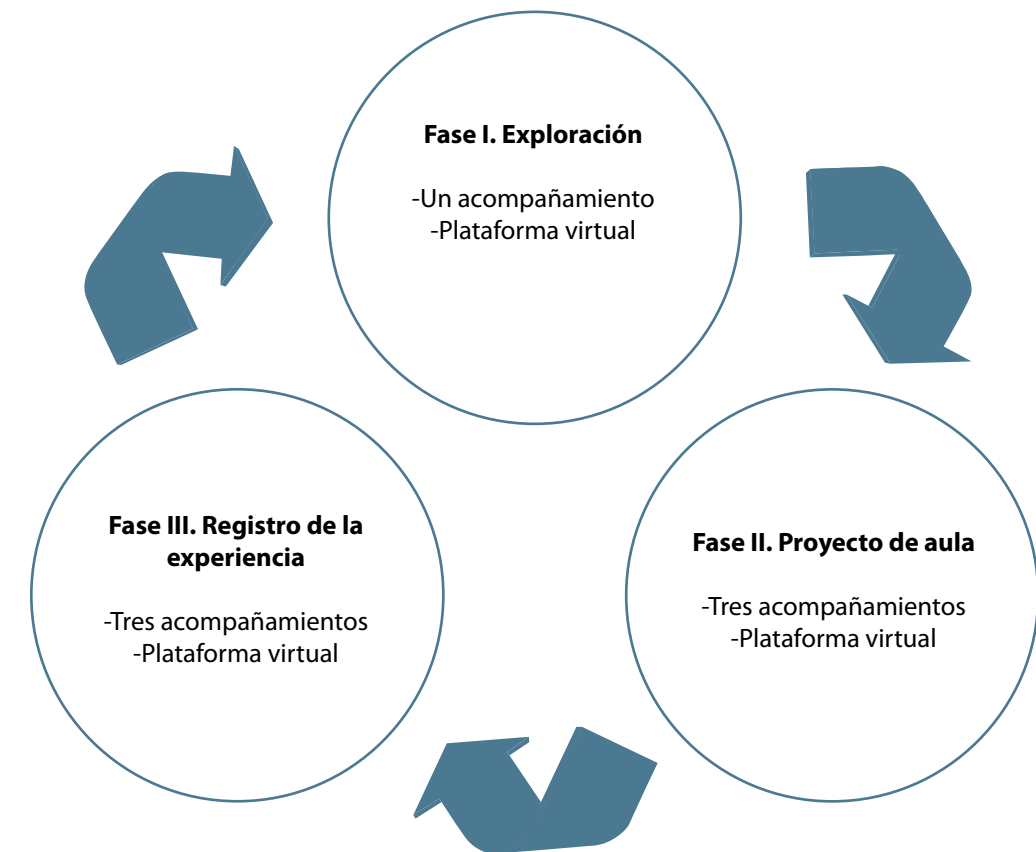 Fase I. Exploración
-Un acompañamiento
-Plataforma virtual
Fase II. Proyecto de aula
-Tres acompañamientos
-Plataforma virtual
Fase III. Registro de la
experiencia
-Tres acompañamientos
-Plataforma virtual